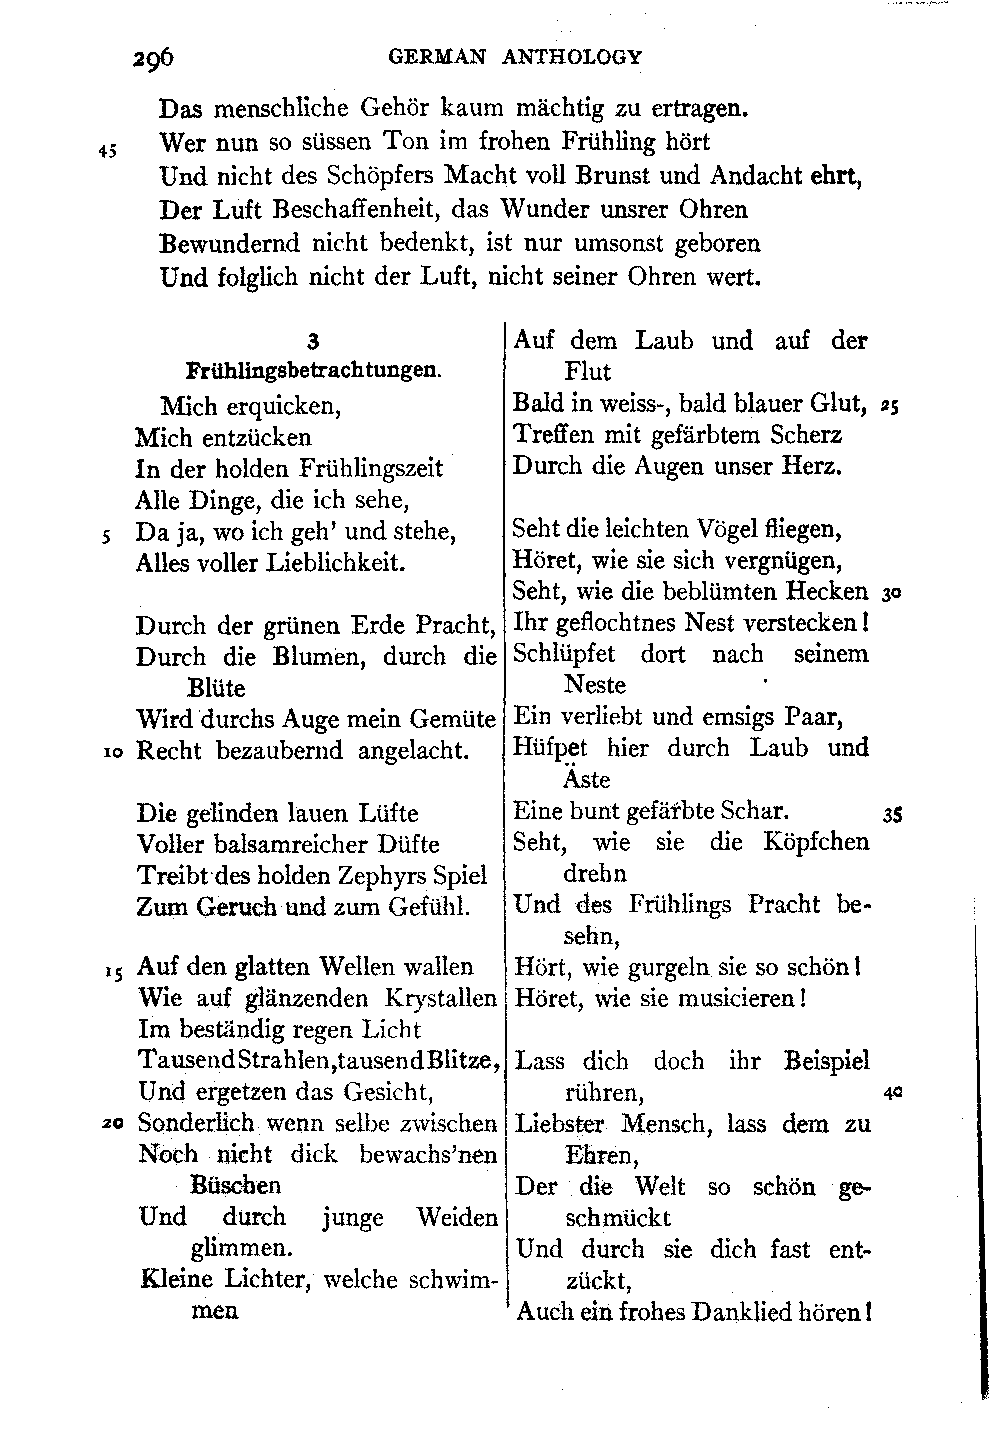 296 GERMAN ANTHOLOGY
Das menschliche Gehör kaum mächtig zu ertragen.
45 Wer nun so süssen Ton im frohen Frühling hört
Und nicht des Schöpfers Macht voll Brunst und Andacht ehrt,
Der Luft Beschaffenheit, das Wunder unsrer Ohren
Bewundernd nicht bedenkt, ist nur umsonst geboren
Und folglich nicht der Luft, nicht seiner Ohren wert.
3
Frühlingsbetrachtungen.
Mich erquicken,
Mich entzücken
In der holden Frühlingszeit
Alle Dinge, die ich sehe,
5 Da ja, wo ich geh' und stehe,
Alles voller Lieblichkeit.
Durch der grünen Erde Pracht,
Durch die Blumen, durch die
Blüte
Wird durchs Auge mein Gemüte
10 Recht bezaubernd angelacht.
Die gelinden lauen Lüfte
Voller balsamreicher Düfte
Treibt des holden Zephyrs Spiel
Zum Geruch und zum Gefühl.
15 Auf den glatten Wellen wallen
Wie auf glänzenden Krystallen
Im beständig regen Licht
Tausend Strahlen, tausend Blitze,
Und ergetzen das Gesicht,
20 Sonderlich wenn selbe zwischen
Noch nicht dick bewachs'nen
Büschen
Und durch junge Weiden
glimmen.
Kleine Lichter, welche schwim-
men
Auf dem Laub und auf der
Flut
Bald in weiss-, bald blauer Glut, 25
Treffen mit gefärbtem Scherz
Durch die Augen unser Herz.
Seht die leichten Vögel fliegen,
Höret, wie sie sich vergnügen,
Seht, wie die beblümten Hecken 30
Ihr geflochtnes Nest verstecken!
Schlüpfet dort nach seinem
Neste
Ein verliebt und emsigs Paar,
Hüfpet hier durch Laub und
Äste
Eine bunt gefärbte Schar. 35
Seht, wie sie die Köpfchen
drehn
Und des Frühlings Pracht be-
sehn,
Hört, wie gurgeln sie so schön!
Höret, wie sie musicieren!
Lass dich doch ihr Beispiel
rühren, 40
Liebster Mensch, lass dem zu
Ehren,
Der die Welt so schön ge-
schmückt
Und durch sie dich fast ent-
zückt,
Auch ein frohes Danklied hören!